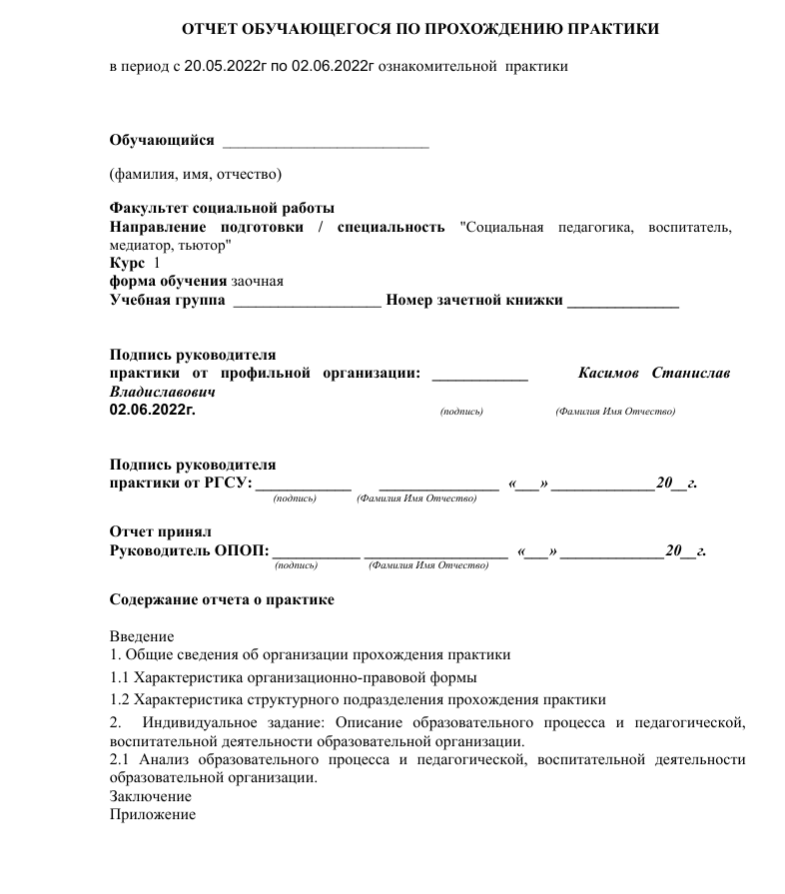 ОТЧЕТ ОБУЧАЮЩЕГОСЯ ПО ПРОХОЖДЕНИЮ ПРАКТИКИ
в период с 20.05.2022г по 02.06.2022г ознакомительной практики
Обучающийся ___________________________
(фамилия, имя, отчество)
Факультет социальной работы
Направление подготовки / специальность "Социальная педагогика, воспитатель,
медиатор, тьютор"
Курс 1
форма обучения заочная
Учебная группа ___________________ Номер зачетной книжки ______________
Подпись руководителя
практики от профильной организации: ____________ Касимов Станислав
Владиславович
02.06.2022г. (подпись) (Фамилия Имя Отчество)
Подпись руководителя
практики от РГСУ: ____________ _______________ «___» _____________20__г.
(подпись) (Фамилия Имя Отчество)
Отчет принял
Руководитель ОПОП: ___________ __________________ «___» _____________20__г.
(подпись) (Фамилия Имя Отчество)
Содержание отчета о практике
Введение
1. Общие сведения об организации прохождения практики
1.1 Характеристика организационно-правовой формы
1.2 Характеристика структурного подразделения прохождения практики
2. Индивидуальное задание: Описание образовательного процесса и педагогической,
воспитательной деятельности образовательной организации.
2.1 Анализ образовательного процесса и педагогической, воспитательной деятельности
образовательной организации.
Заключение
Приложение